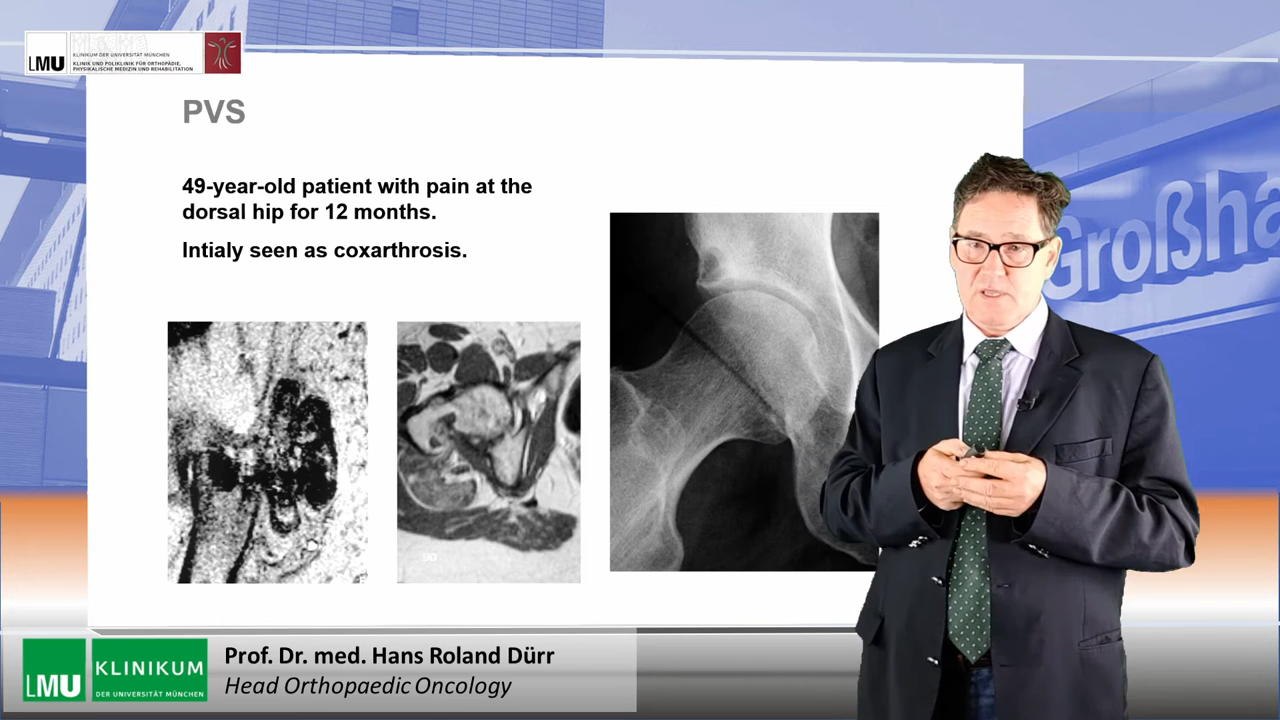 LMU
KLINIKUM DER UNIVERSITÄT MÜNCHEN
KLINIK UND POLIKLINIK FÜR ORTHOPÄDIE,
PHYSIKALISCHE MEDIZIN UND REHABILITATION
PVS
49-year-old patient with pain at the
dorsal hip for 12 months.
Intialy seen as coxarthrosis.
Großha
LMU
KLINIKUM
DER UNIVERSITÄT MÜNCHEN
Prof. Dr. med. Hans Roland Dürr
Head Orthopaedic Oncology